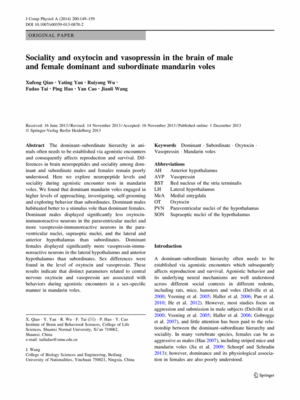 J Comp Physiol A (2014) 200:149–159
DOI 10.1007/s00359-013-0870-2
ORIGINAL PAPER
Sociality and oxytocin and vasopressin in the brain of male
and female dominant and subordinate mandarin voles
Xufeng Qiao · Yating Yan · Ruiyong Wu ·
Fadao Tai · Ping Hao · Yan Cao · Jianli Wang
Received: 16 June 2013 / Revised: 14 November 2013 / Accepted: 16 November 2013 / Published online: 1 December 2013
© Springer-Verlag Berlin Heidelberg 2013
Abstract The dominant–subordinate hierarchy in ani-
mals often needs to be established via agonistic encounters
and consequently affects reproduction and survival. Dif-
ferences in brain neuropeptides and sociality among dom-
inant and subordinate males and females remain poorly
understood. Here we explore neuropeptide levels and
sociality during agonistic encounter tests in mandarin
voles. We found that dominant mandarin voles engaged in
higher levels of approaching, investigating, self-grooming
and exploring behavior than subordinates. Dominant males
habituated better to a stimulus vole than dominant females.
Dominant males displayed significantly less oxytocin-
immunoreactive neurons in the paraventricular nuclei and
more vasopressin-immunoreactive neurons in the para-
ventricular nuclei, supraoptic nuclei, and the lateral and
anterior hypothalamus than subordinates. Dominant
females displayed significantly more vasopressin-immu-
noreactive neurons in the lateral hypothalamus and anterior
hypothalamus than subordinates. Sex differences were
found in the level of oxytocin and vasopressin. These
results indicate that distinct parameters related to central
nervous oxytocin and vasopressin are associated with
behaviors during agonistic encounters in a sex-specific
manner in mandarin voles.
X. Qiao · Y. Yan · R. Wu · F. Tai · P. Hao · Y. Cao
Institute of Brain and Behavioral Sciences, College of Life
Sciences, Shaanxi Normal University, Xi'an 710062,
Shaanxi, China
J. Wang
College of Biological Sciences and Engineering, Beifang
University of Nationalities, Yinchuan 750021, Ningxia, China
Keywords Dominant · Subordinate · Oxytocin ·
Vasopressin · Mandarin voles
Abbreviations
AH Anterior hypothalamus
AVP Vasopressin
BST Bed nucleus of the stria terminalis
LH Lateral hypothalamus
MeA Medial amygdala
OT Oxytocin
PVN Paraventricular nuclei of the hypothalamus
SON Supraoptic nuclei of the hypothalamus
Introduction
A dominant–subordinate hierarchy often needs to be
established via agonistic encounters which subsequently
affects reproduction and survival. Agonistic behavior and
its underlying neural mechanisms are well understood
across different social contexts in different rodents,
including rats, mice, hamsters and voles (Delville et al.
2000; Veening et al. 2005; Haller et al. 2006; Pan et al.
2010; He et al. 2012). However, most studies focus on
aggression and submission in male subjects (Delville et al.
2000; Veening et al. 2005; Haller et al. 2006; Gobrogge
et al. 2007), and little attention has been paid to the rela-
tionship between the dominant–subordinate hierarchy and
sociality. In many vertebrate species, females can be as
aggressive as males (Huo 2007), including striped mice and
mandarin voles
however, dominance and its physiological associa-
tion in females are also poorly understood.
Springer